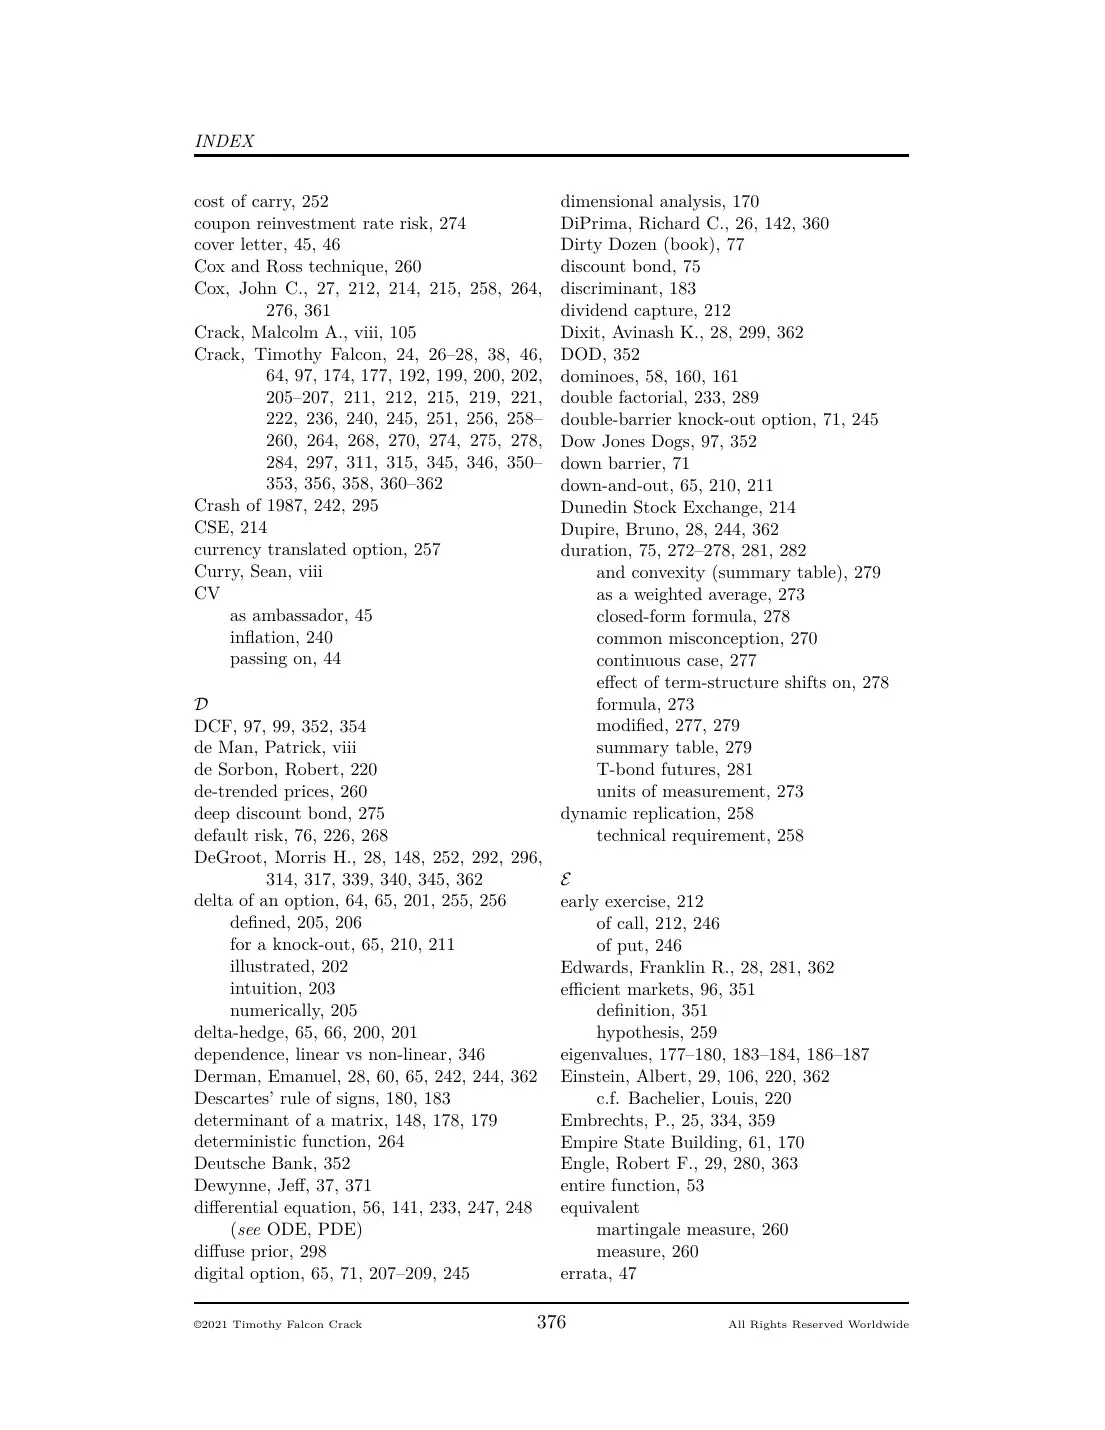 INDEX
cost of carry, 252
coupon reinvestment rate risk, 274
cover letter, 45, 46
Cox and Ross technique, 260
Cox, John C., 27, 212, 214, 215, 258, 264,
276, 361
Crack, Malcolm A., viii, 105
Crack, Timothy Falcon, 24, 26–28, 38, 46,
64, 97, 174, 177, 192, 199, 200, 202,
205–207, 211, 212, 215, 219, 221,
222, 236, 240, 245, 251, 256, 258–
260, 264, 268, 270, 274, 275, 278,
284, 297, 311, 315, 345, 346, 350–
353, 356, 358, 360–362
Crash of 1987, 242, 295
CSE, 214
currency translated option, 257
Curry, Sean, viii
CV
as ambassador, 45
inflation, 240
passing on, 44
D
DCF, 97, 99, 352, 354
de Man, Patrick, viii
de Sorbon, Robert, 220
de-trended prices, 260
deep discount bond, 275
default risk, 76, 226, 268
DeGroot, Morris H., 28, 148, 252, 292, 296,
314, 317, 339, 340, 345, 362
delta of an option, 64, 65, 201, 255, 256
defined, 205, 206
for a knock-out, 65, 210, 211
illustrated, 202
intuition, 203
numerically, 205
delta-hedge, 65, 66, 200, 201
dependence, linear vs non-linear, 346
Derman, Emanuel, 28, 60, 65, 242, 244, 362
Descartes' rule of signs, 180, 183
determinant of a matrix, 148, 178, 179
deterministic function, 264
Deutsche Bank, 352
Dewynne, Jeff, 37, 371
differential equation, 56, 141, 233, 247, 248
(see ODE, PDE)
diffuse prior, 298
digital option, 65, 71, 207–209, 245
dimensional analysis, 170
DiPrima, Richard C., 26, 142, 360
Dirty Dozen (book), 77
discount bond, 75
discriminant, 183
dividend capture, 212
Dixit, Avinash K., 28, 299, 362
DOD, 352
dominoes, 58, 160, 161
double factorial, 233, 289
double-barrier knock-out option, 71, 245
Dow Jones Dogs, 97, 352
down barrier, 71
down-and-out, 65, 210, 211
Dunedin Stock Exchange, 214
Dupire, Bruno, 28, 244, 362
duration, 75, 272–278, 281, 282
and convexity (summary table), 279
as a weighted average, 273
closed-form formula, 278
common misconception, 270
continuous case, 277
effect of term-structure shifts on, 278
formula, 273
modified, 277, 279
summary table, 279
T-bond futures, 281
units of measurement, 273
dynamic replication, 258
technical requirement, 258
E
early exercise, 212
of call, 212, 246
of put, 246
Edwards, Franklin R., 28, 281, 362
efficient markets, 96, 351
definition, 351
hypothesis, 259
eigenvalues, 177–180, 183–184, 186–187
Einstein, Albert, 29, 106, 220, 362
c.f. Bachelier, Louis, 220
Embrechts, P., 25, 334, 359
Empire State Building, 61, 170
Engle, Robert F., 29, 280, 363
entire function, 53
equivalent
martingale measure, 260
measure, 260
errata, 47
©2021 Timothy Falcon Crack
376
All Rights Reserved Worldwide